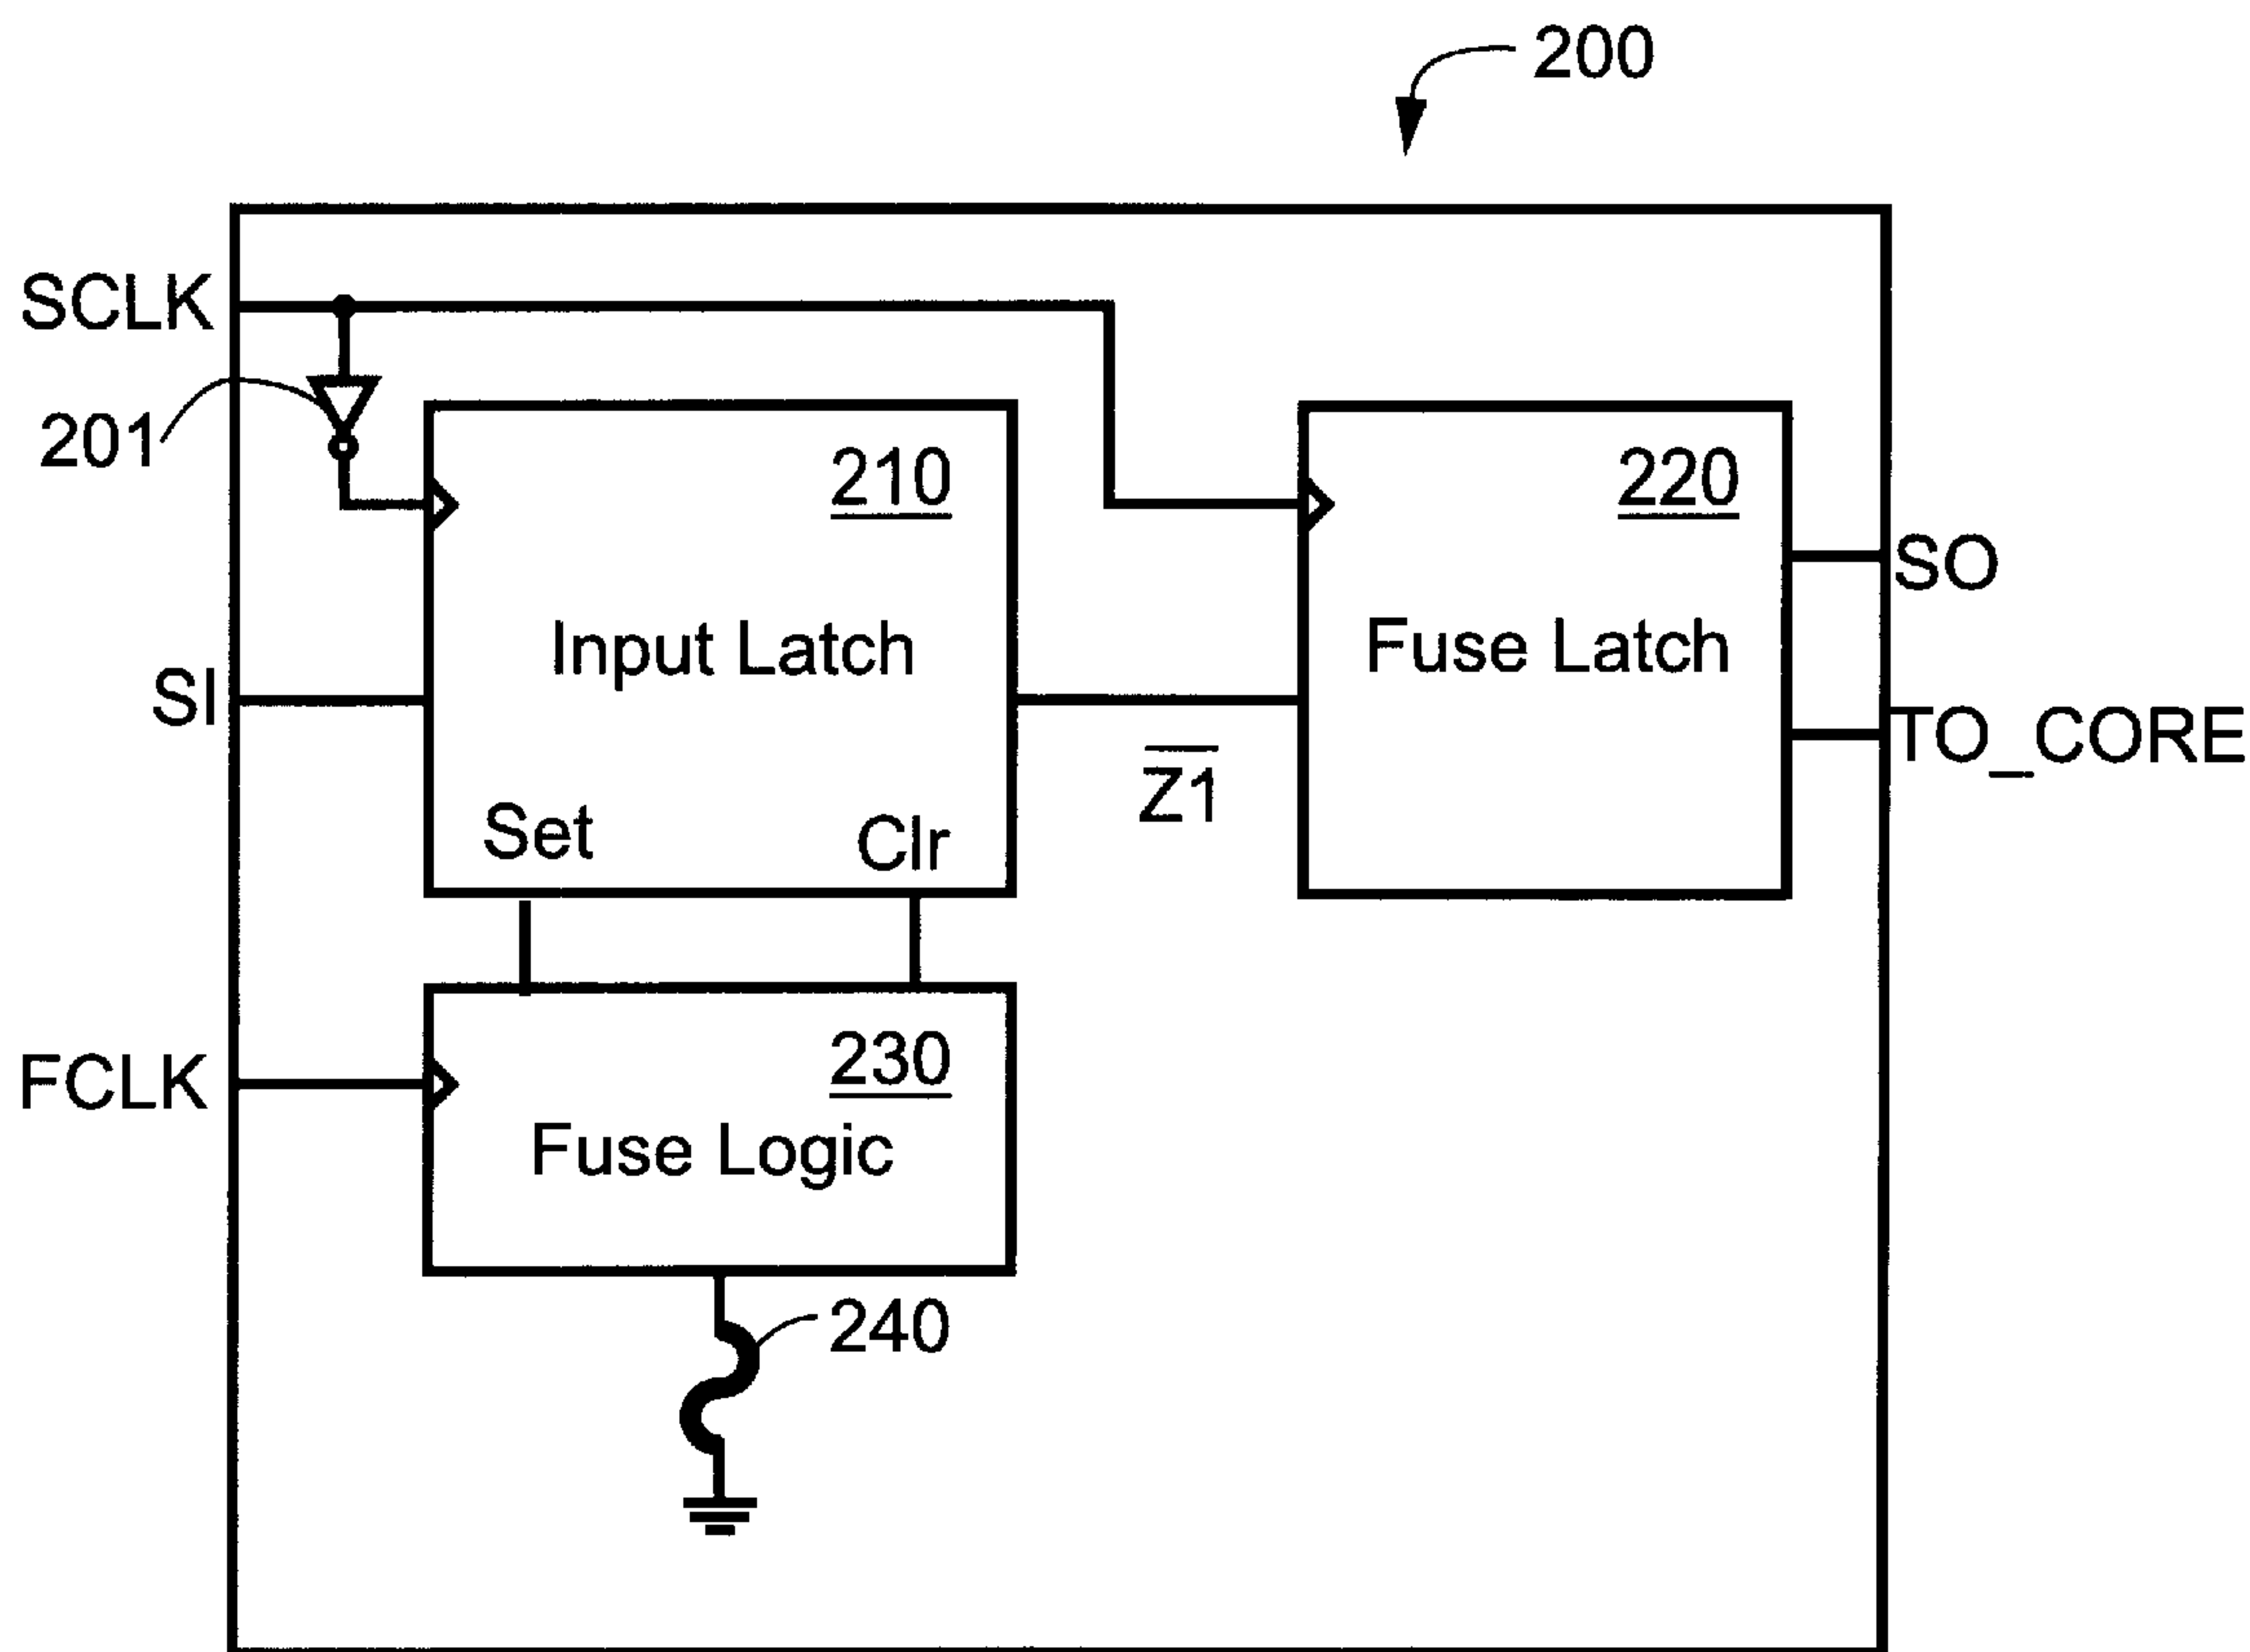 200
SCLK
201
210
220
Input Latch
Fuse Latch
SO
SI
TO_CORE
Z̅1̅
Set
Clr
FCLK
230
Fuse Logic
240